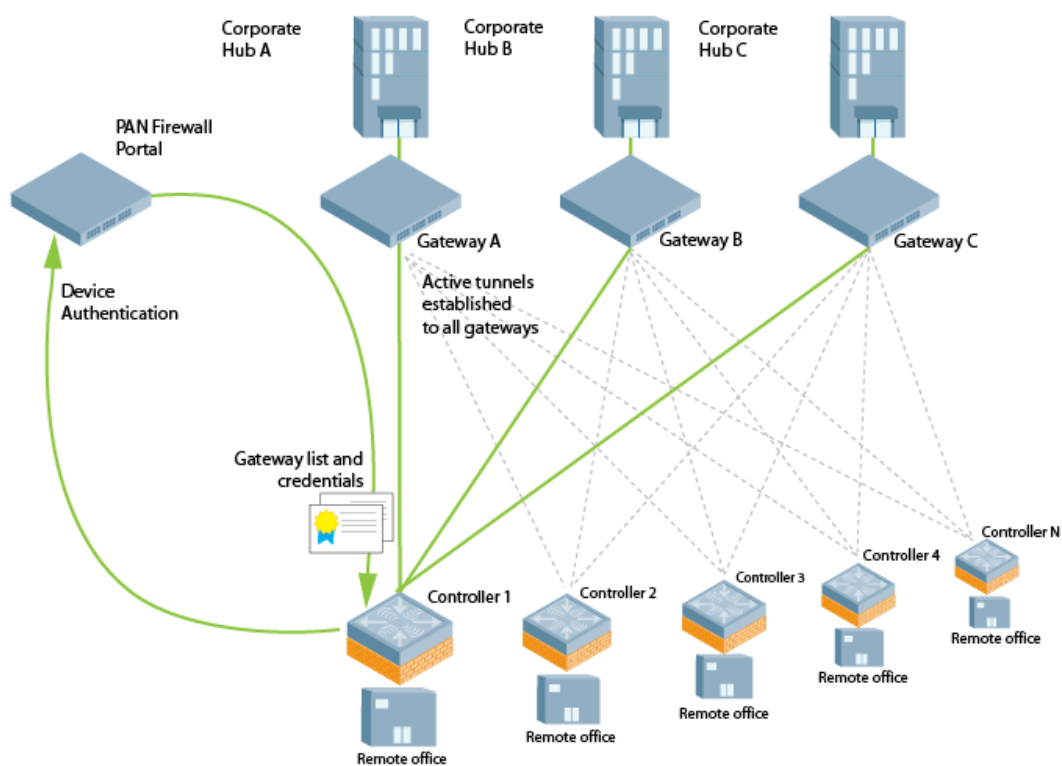 Corporate
Hub A
Corporate
Hub B
Corporate
Hub C
PAN Firewall
Portal
Gateway A
Gateway B
Gateway C
Device
Authentication
Active tunnels
established
to all gateways
Gateway list and
credentials
Controller 1
Controller 2
Controller 3
Controller 4
Controller N
Remote office
Remote office
Remote office
Remote office
Remote office